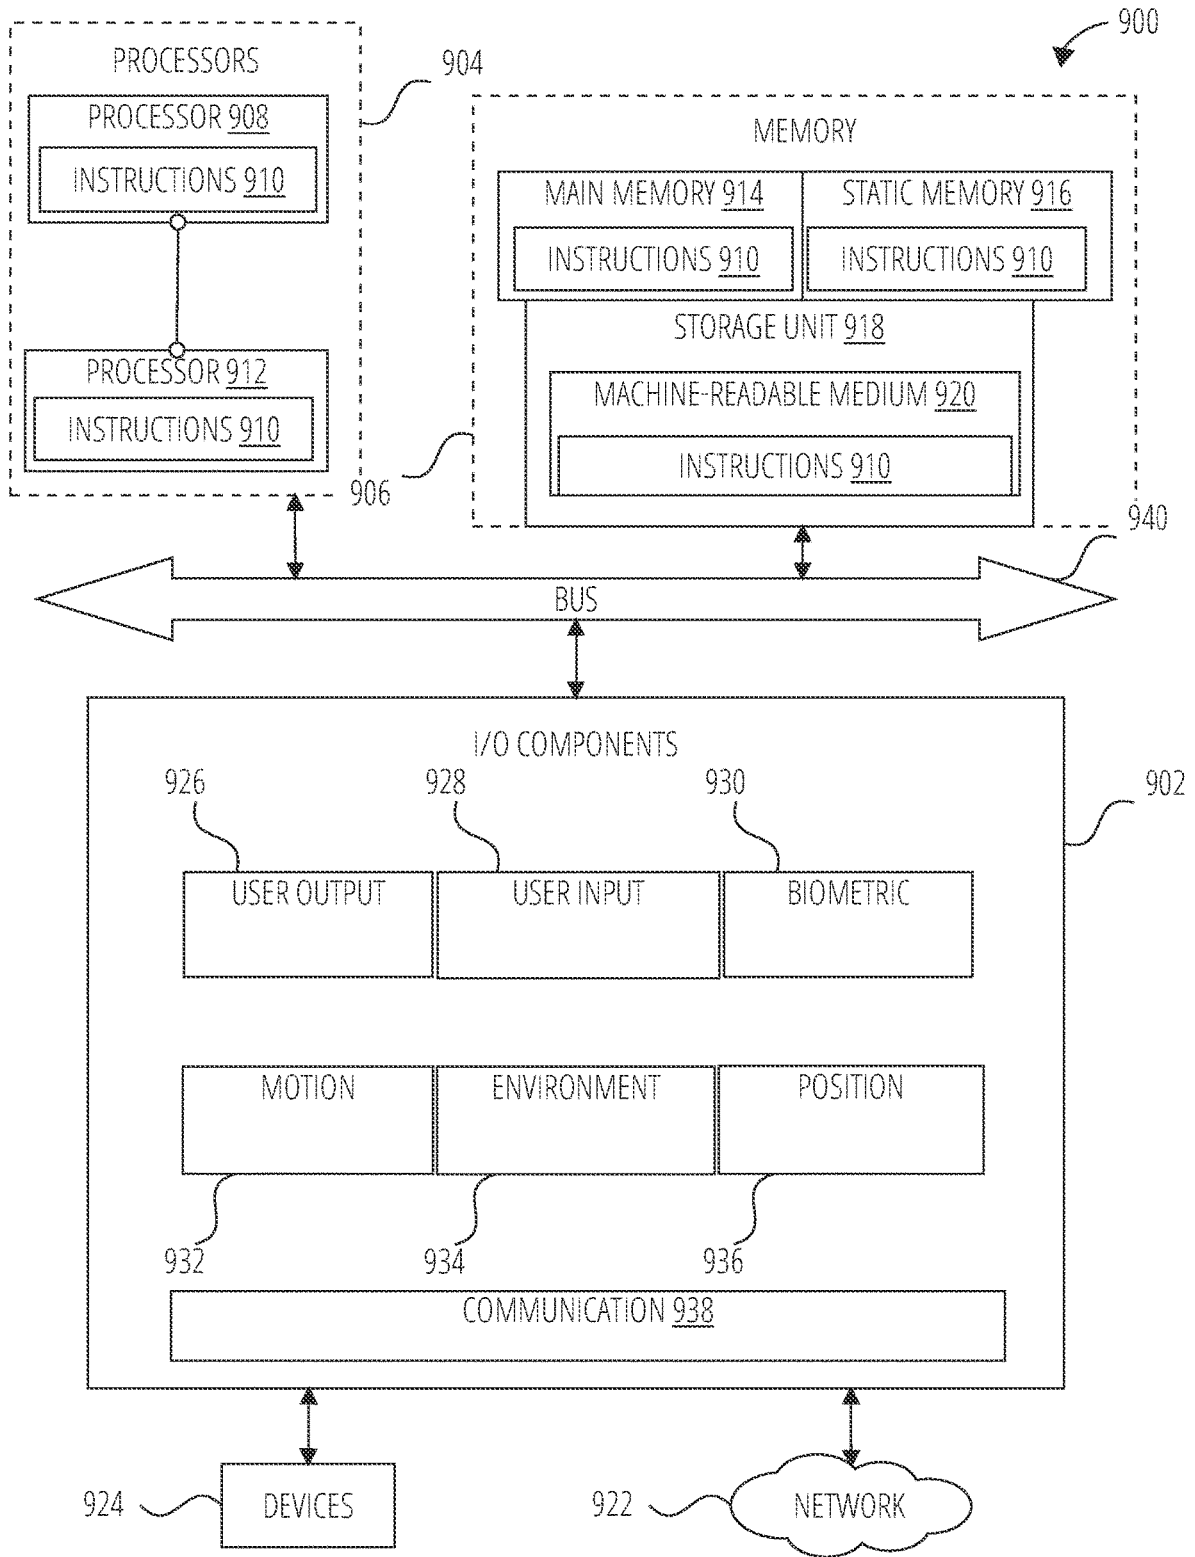 900
PROCESSORS
904
PROCESSOR 908
INSTRUCTIONS 910
PROCESSOR 912
INSTRUCTIONS 910
MEMORY
MAIN MEMORY 914
STATIC MEMORY 916
INSTRUCTIONS 910
INSTRUCTIONS 910
STORAGE UNIT 918
MACHINE-READABLE MEDIUM 920
INSTRUCTIONS 910
906
940
BUS
I/O COMPONENTS
902
926
928
930
USER OUTPUT
USER INPUT
BIOMETRIC
MOTION
ENVIRONMENT
POSITION
932
934
936
COMMUNICATION 938
924
DEVICES
922
NETWORK